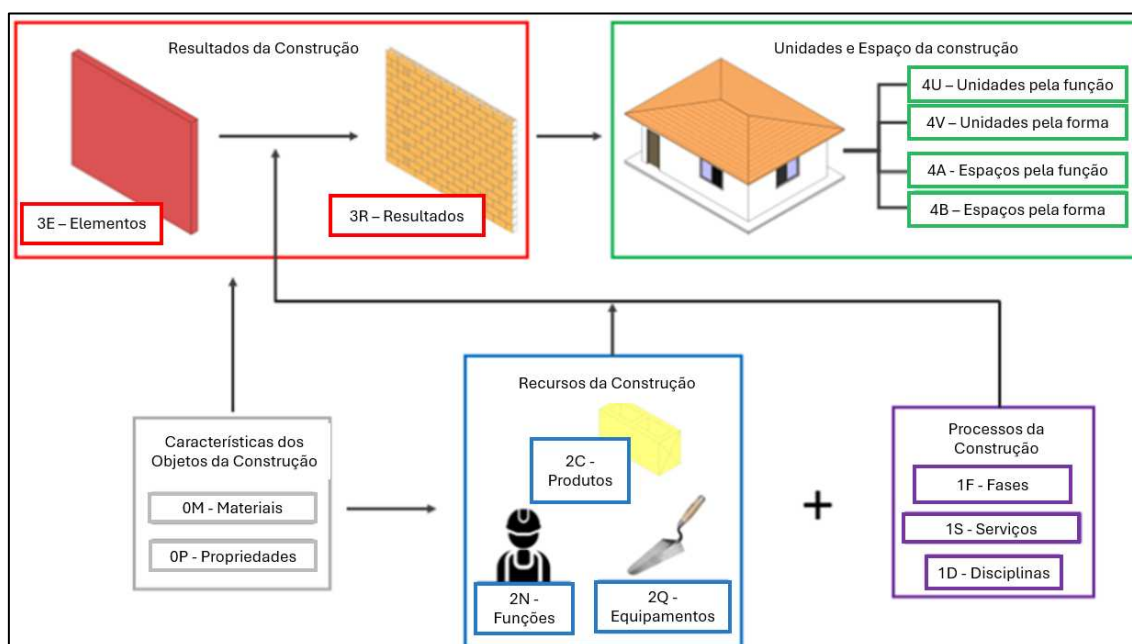 Resultados da Construção
3E – Elementos
3R – Resultados
Unidades e Espaço da construção
4U – Unidades pela função
4V – Unidades pela forma
4A - Espaços pela função
4B – Espaços pela forma
Características dos
Objetos da Construção
0M - Materiais
0P - Propriedades
Recursos da Construção
2C -
Produtos
2N –
Funções
2Q -
Equipamentos
+
Processos da
Construção
1F - Fases
1S - Serviços
1D - Disciplinas